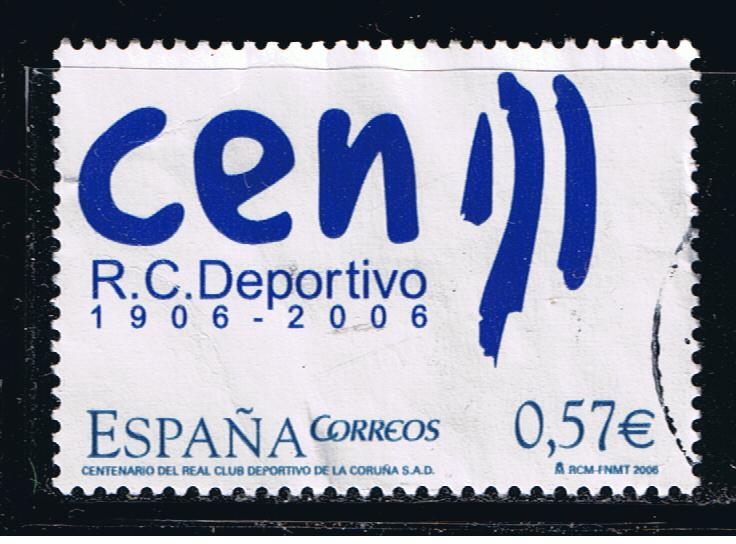 cen
R.C.Deportivo
1906-2006
ESPAÑA CORREOS 0,57€
CENTENARIO DEL REAL CLUB DEPORTIVO DE LA CORUÑA S.A.D. RCM-FNMT 2006